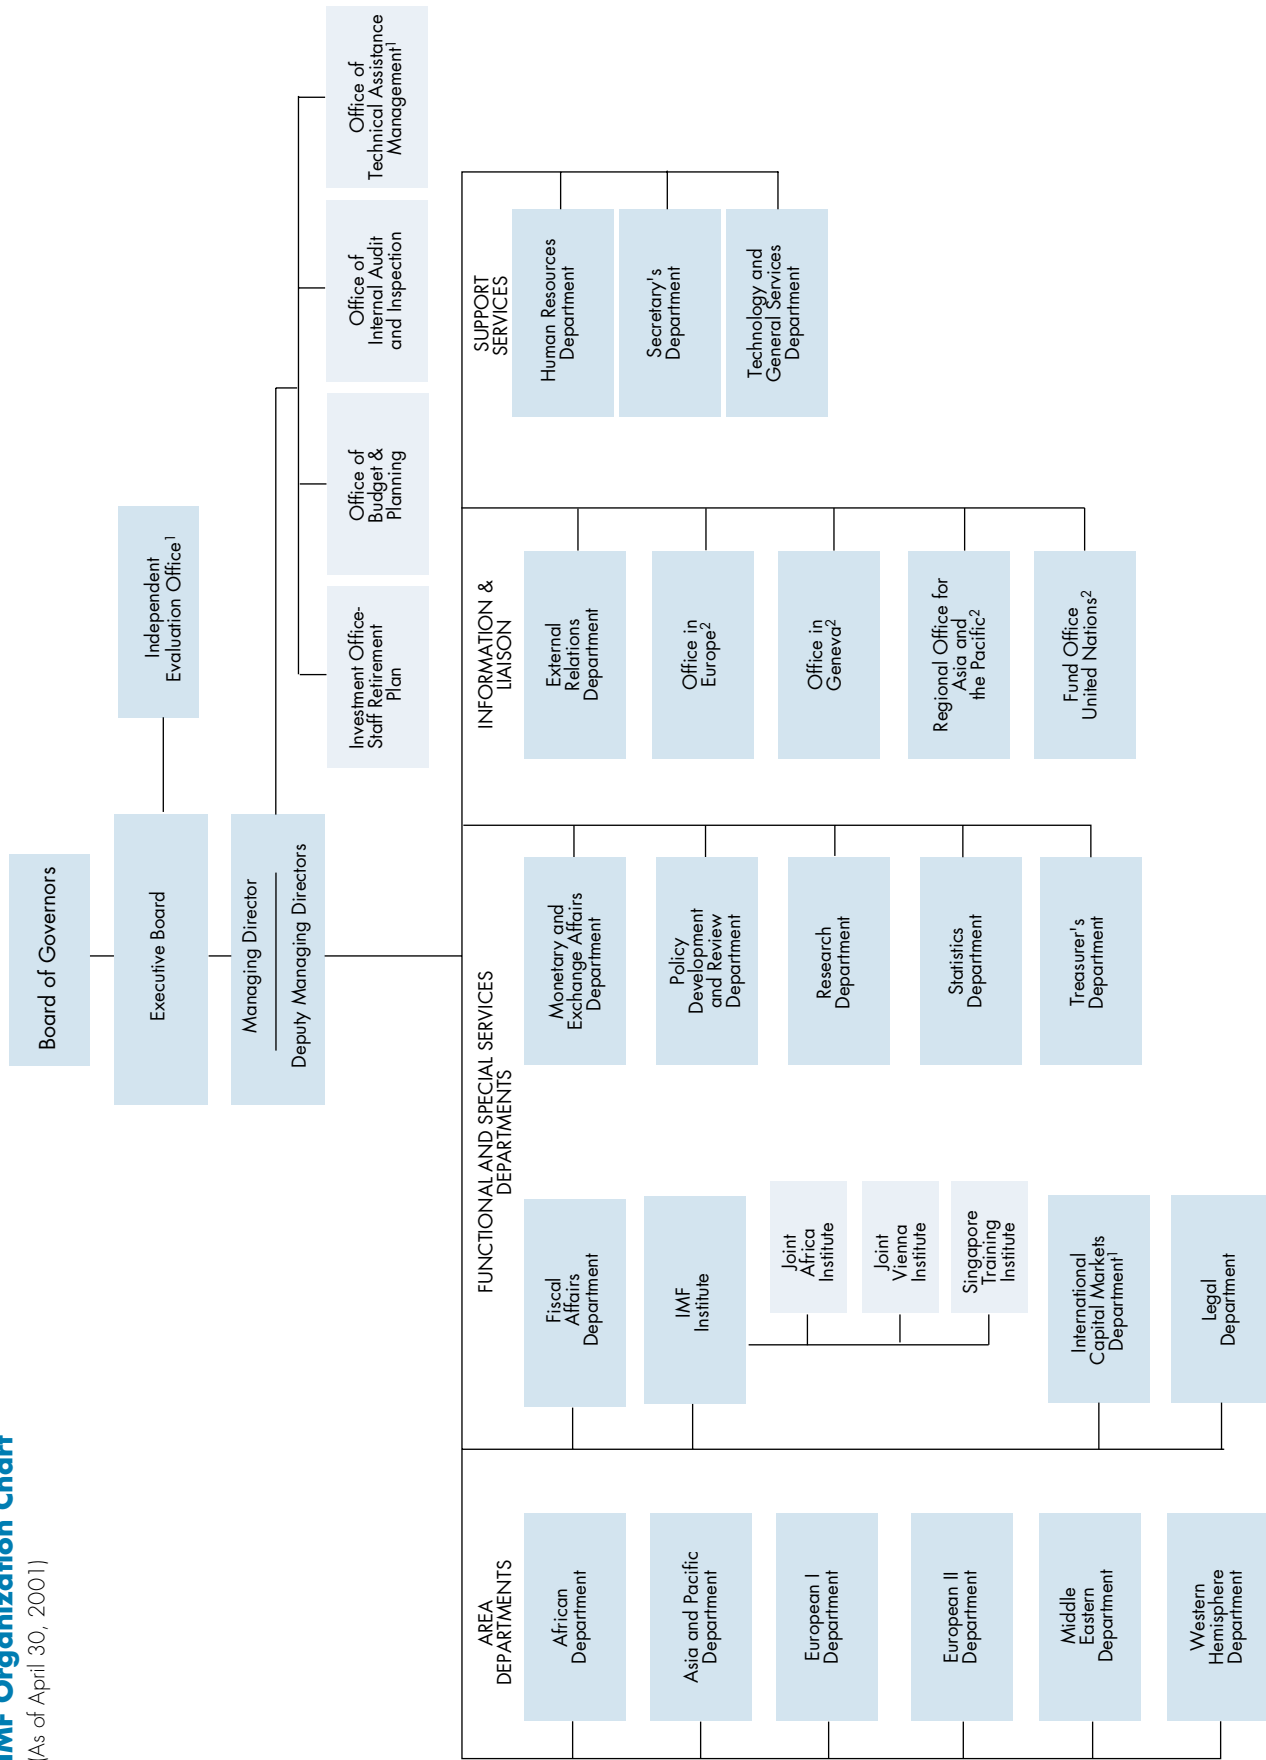 IMF Organization Chart
(As of April 30, 2001)
Board of Governors
Executive Board
Independent
Evaluation Office¹
Managing Director
Deputy Managing Directors
Investment Office-
Staff Retirement
Plan
Office of
Budget &
Planning
Office of
Internal Audit
and Inspection
Office of
Technical Assistance
Management¹
AREA
DEPARTMENTS
African
Department
Asia and Pacific
Department
European I
Department
European II
Department
Middle
Eastern
Department
Western
Hemisphere
Department
FUNCTIONAL AND SPECIAL SERVICES
DEPARTMENTS
Fiscal
Affairs
Department
IMF
Institute
Joint
Africa
Institute
Joint
Vienna
Institute
Singapore
Training
Institute
International
Capital Markets
Department¹
Legal
Department
Monetary and
Exchange Affairs
Department
Policy
Development
and Review
Department
Research
Department
Statistics
Department
Treasurer's
Department
INFORMATION &
LIAISON
External
Relations
Department
Office in
Europe²
Office in
Geneva²
Regional Office for
Asia and
the Pacific²
Fund Office
United Nations²
SUPPORT
SERVICES
Human Resources
Department
Secretary's
Department
Technology and
General Services
Department